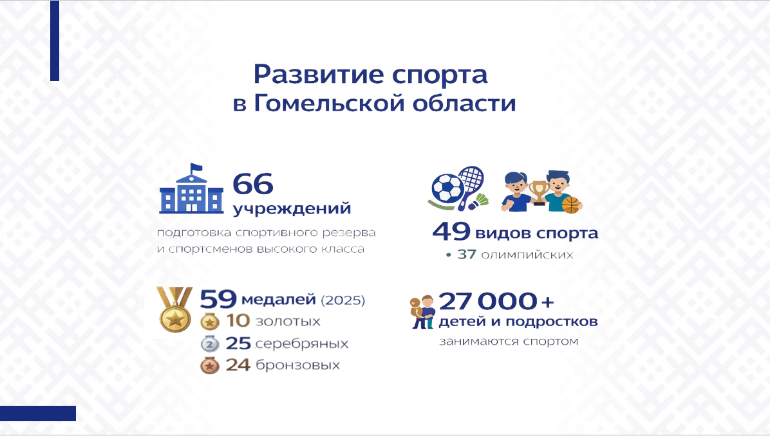 Развитие спорта
в Гомельской области
66
учреждений
подготовка спортивного резерва
и спортсменов высокого класса
49 видов спорта
• 37 олимпийских
59 медалей (2025)
10 золотых
2 25 серебряных
24 бронзовых
27 000+
детей и подростков
занимаются спортом